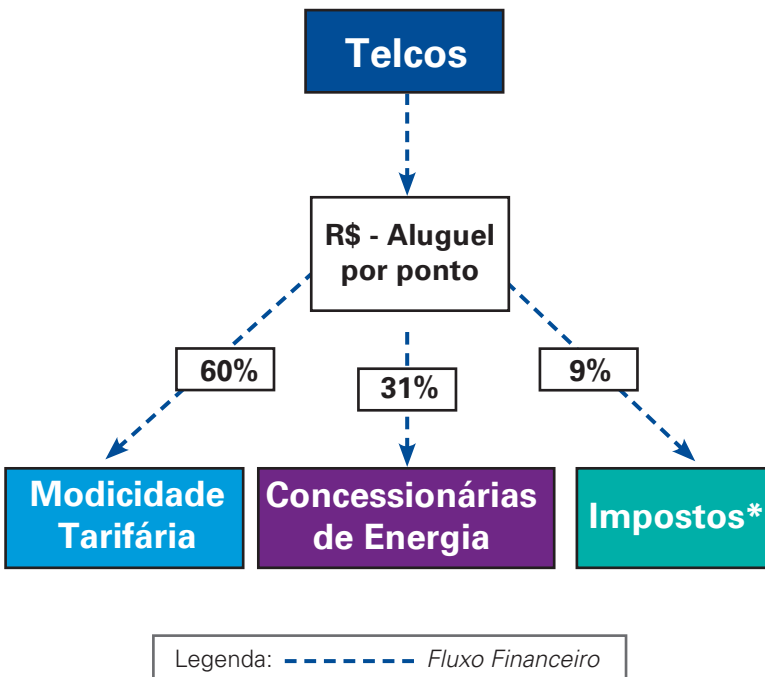 Telcos
R$ - Aluguel
por ponto
60%
31%
9%
Modicidade
Tarifária
Concessionárias
de Energia
Impostos*
Legenda: Fluxo Financeiro